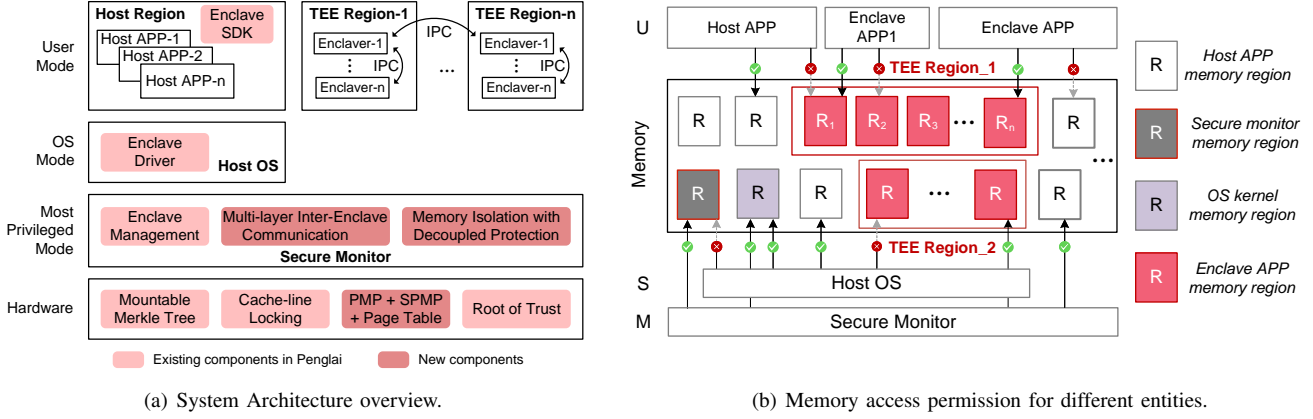 Host Region
Enclave
SDK
Host APP-1
Host APP-2
Host APP-n
User
Mode
TEE Region-1
Enclaver-1
IPC
Enclaver-n
IPC
...
TEE Region-n
Enclaver-1
IPC
Enclaver-n
OS
Mode
Enclave
Driver
Host OS
Most
Privileged
Mode
Enclave
Management
Multi-layer Inter-Enclave
Communication
Memory Isolation with
Decoupled Protection
Secure Monitor
Hardware
Mountable
Merkle Tree
Cache-line
Locking
PMP + SPMP
+ Page Table
Root of Trust
Existing components in Penglai
New components
(a) System Architecture overview.
U
Host APP
Enclave
APP1
Enclave APP
TEE Region_1
Memory
R
R
R1
R2
R3
...
Rn
R
...
R
R
R
R
...
R
R
TEE Region_2
S
Host OS
M
Secure Monitor
R
Host APP
memory region
R
Secure monitor
memory region
R
OS kernel
memory region
R
Enclave APP
memory region
(b) Memory access permission for different entities.